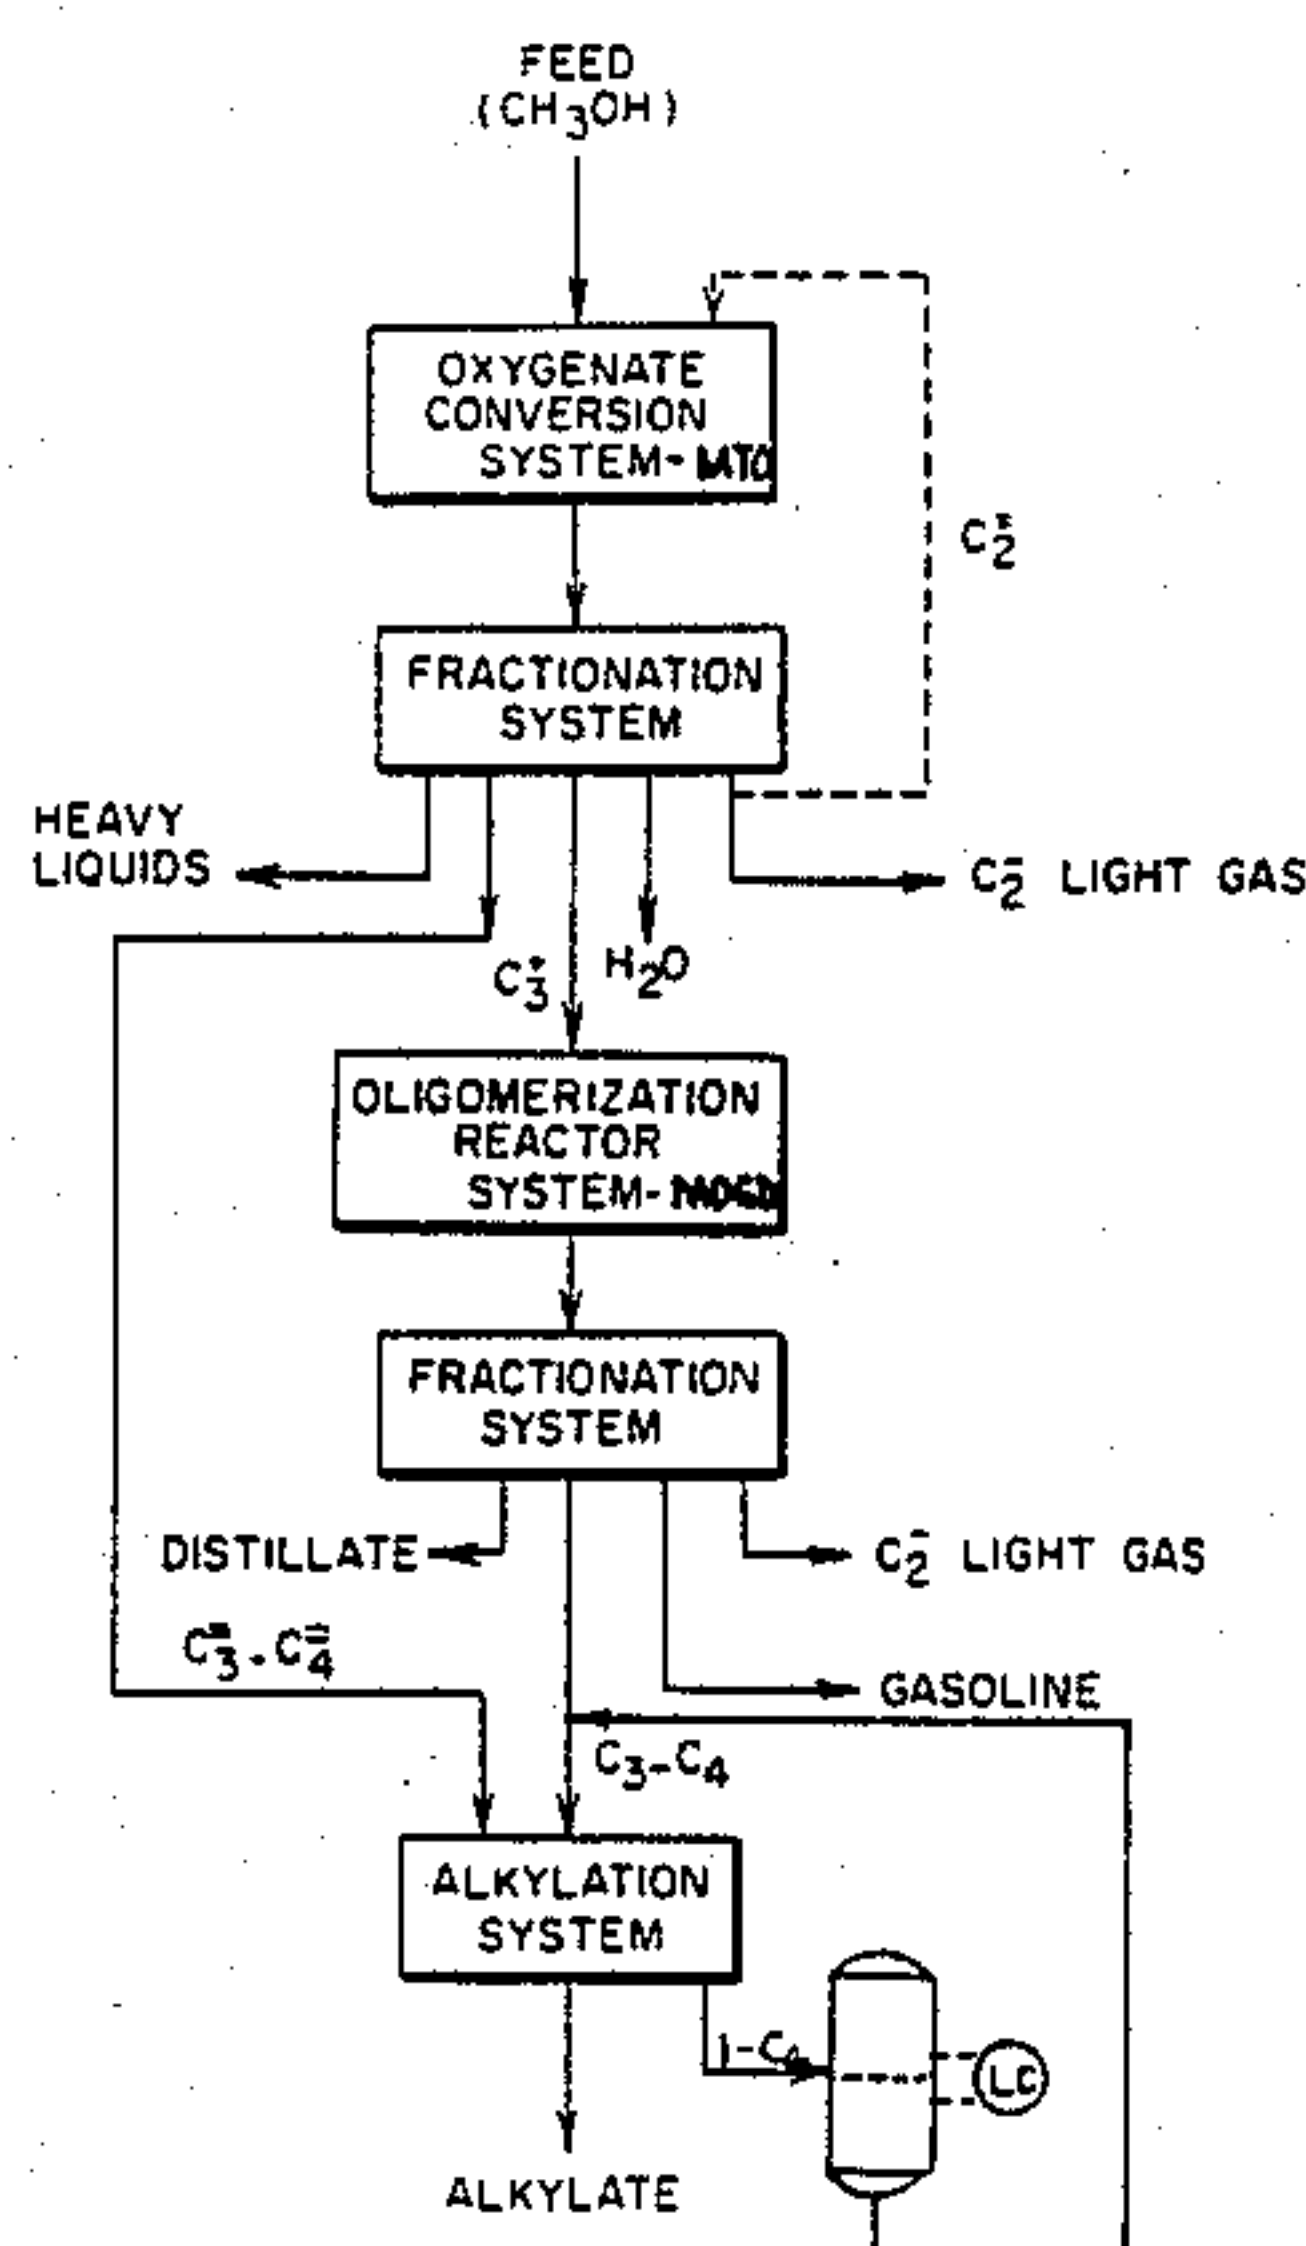 FEED
(CH₃OH)
OXYGENATE
CONVERSION
SYSTEM- MTO
C₂⁼
FRACTIONATION
SYSTEM
HEAVY
LIQUIDS
C₂⁻ LIGHT GAS
C₃⁺
H₂O
OLIGOMERIZATION
REACTOR
SYSTEM-
FRACTIONATION
SYSTEM
DISTILLATE
C₂⁻ LIGHT GAS
C₃⁼-C₄⁼
GASOLINE
C₃-C₄
ALKYLATION
SYSTEM
i-C₄
LC
ALKYLATE